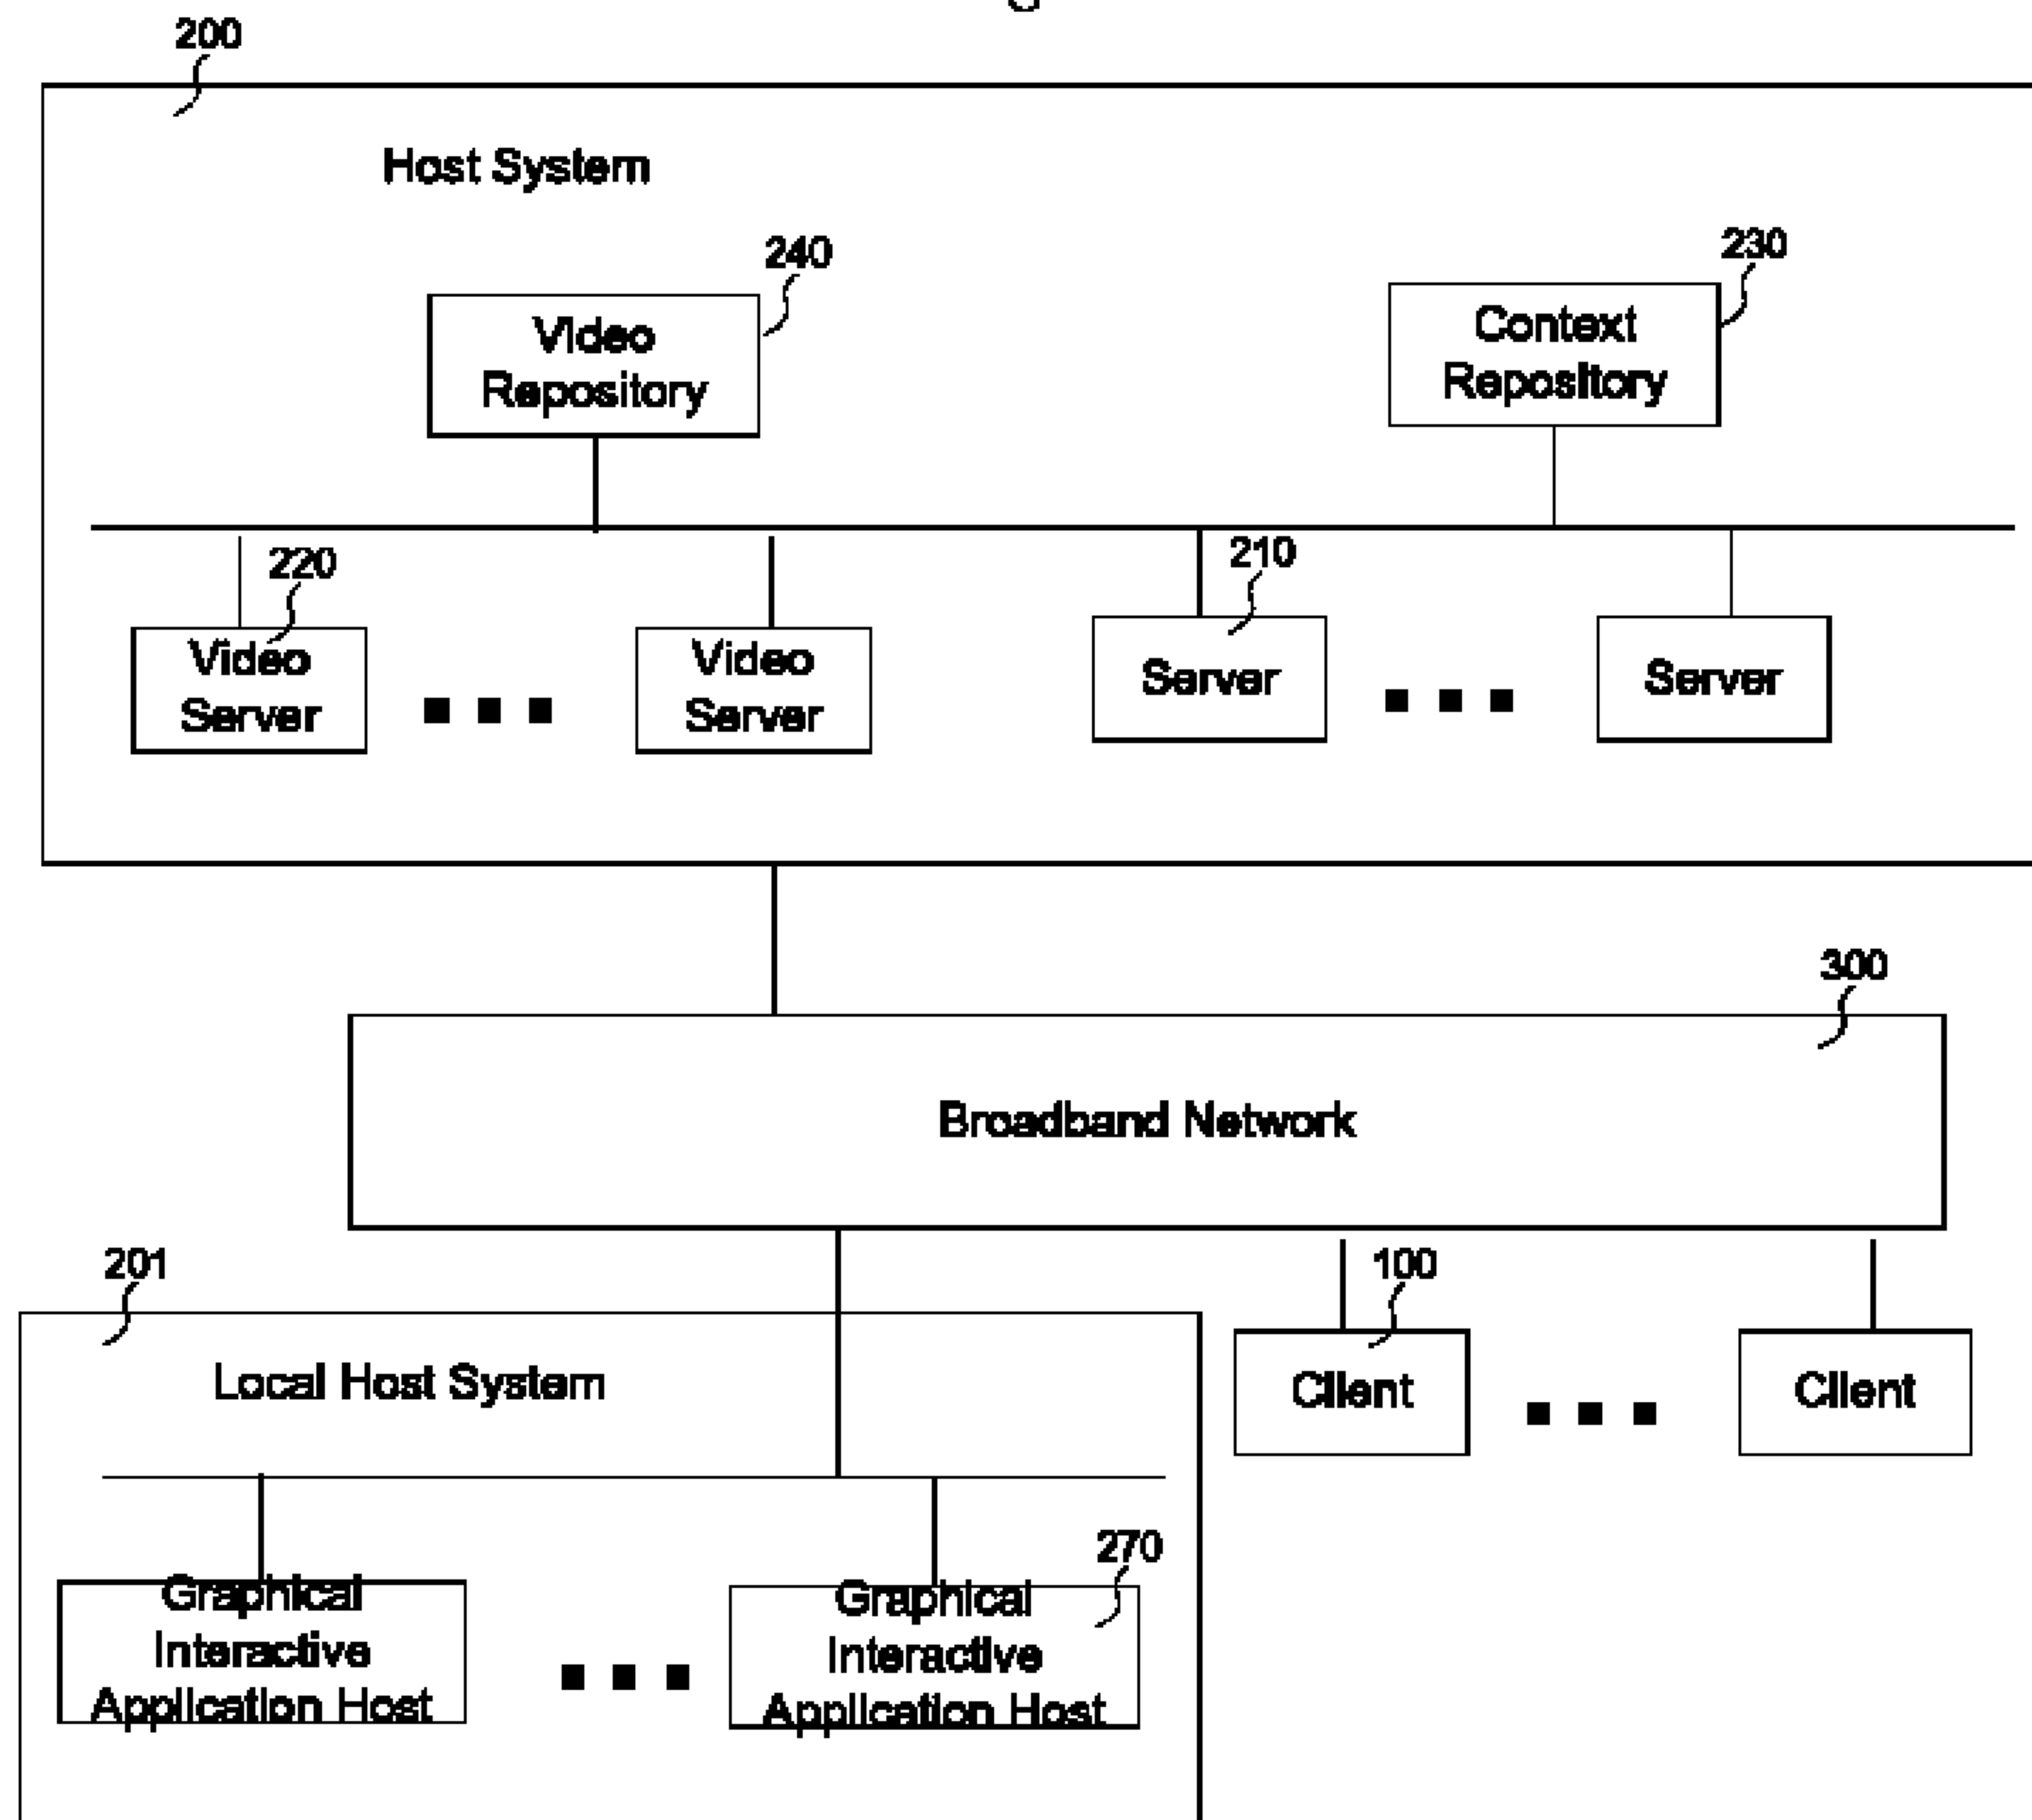 200
Host System
240
230
Video
Repository
Context
Repository
220
210
Video
Server
Video
Server
Server
Server
300
Broadband Network
201
100
Local Host System
Client
Client
270
Graphical
Interactive
Application Host
Graphical
Interactive
Application Host